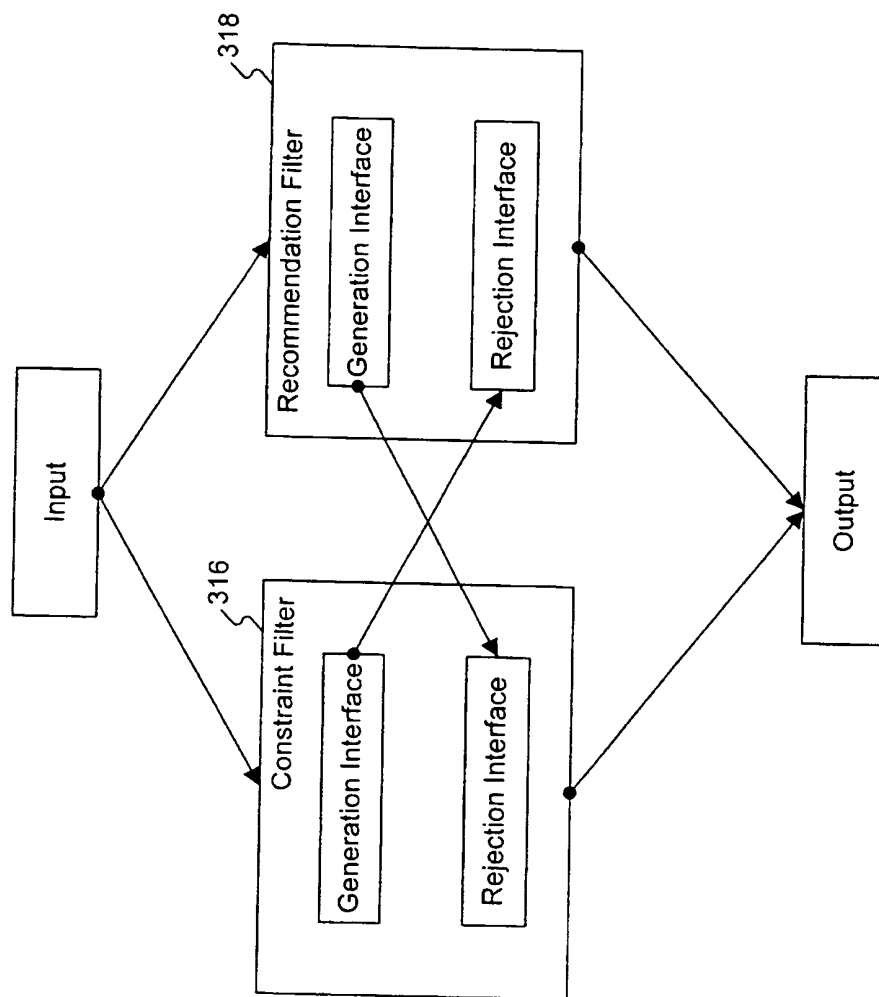 Input
316
Constraint Filter
Generation Interface
Rejection Interface
318
Recommendation Filter
Generation Interface
Rejection Interface
Output